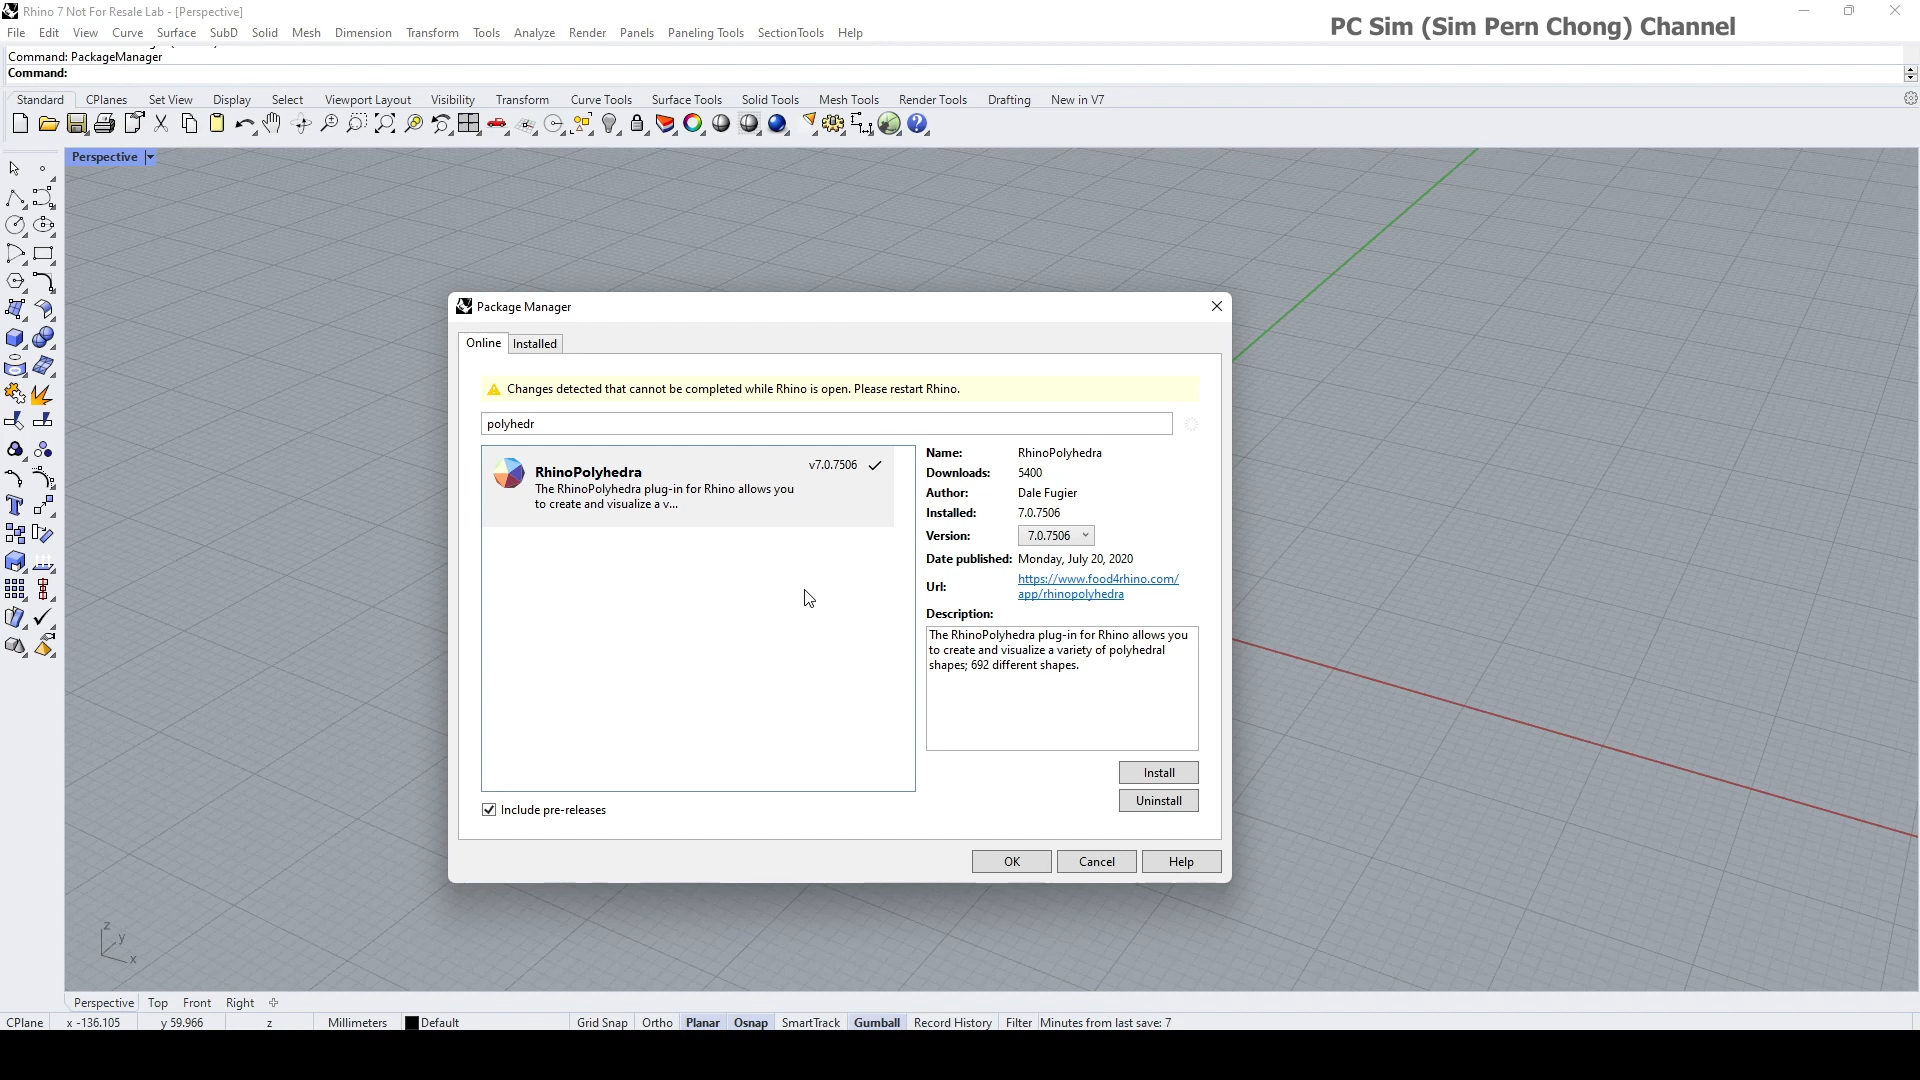 Rhino 7 Not For Resale Lab - [Perspective]
PC Sim (Sim Pern Chong) Channel
File Edit View Curve Surface SubD Solid Mesh Dimension Transform Tools Analyze Render Panels Paneling Tools SectionTools Help
Command: PackageManager
Command:
Standard CPlanes Set View Display Select Viewport Layout Visibility Transform Curve Tools Surface Tools Solid Tools Mesh Tools Render Tools Drafting New in V7
Perspective
Package Manager
Online Installed
Changes detected that cannot be completed while Rhino is open. Please restart Rhino.
polyhedr
RhinoPolyhedra v7.0.7506
The RhinoPolyhedra plug-in for Rhino allows you
to create and visualize a v...
Name: RhinoPolyhedra
Downloads: 5400
Author: Dale Fugier
Installed: 7.0.7506
Version: 7.0.7506
Date published: Monday, July 20, 2020
Url: https://www.food4rhino.com/
app/rhinopolyhedra
Description:
The RhinoPolyhedra plug-in for Rhino allows you
to create and visualize a variety of polyhedral
shapes; 692 different shapes.
Install
Uninstall
Include pre-releases
OK Cancel Help
z
y
x
Perspective Top Front Right
CPlane x -136.105 y 59.966 z Millimeters Default Grid Snap Ortho Planar Osnap SmartTrack Gumball Record History Filter Minutes from last save: 7